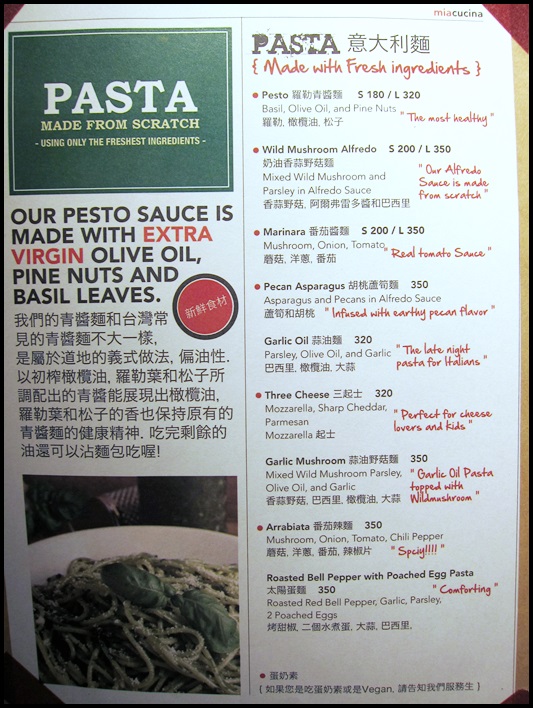 miacucina
PASTA
MADE FROM SCRATCH
- USING ONLY THE FRESHEST INGREDIENTS -
OUR PESTO SAUCE IS
MADE WITH EXTRA
VIRGIN OLIVE OIL,
PINE NUTS AND
BASIL LEAVES.
新鮮食材
我們的青醬麵和台灣常
見的青醬麵不大一樣,
是屬於道地的義式做法, 偏油性.
以初榨橄欖油, 羅勒葉和松子所
調配出的青醬能展現出橄欖油,
羅勒和松子的香也保持原有的
青醬麵的健康精神. 吃完剩餘的
油還可以沾麵包吃喔!
PASTA 意大利麵
{ Made with Fresh ingredients }
Pesto 羅勒青醬麵 S 180 / L 320
Basil, Olive Oil, and Pine Nuts
羅勒, 橄欖油, 松子
" The most healthy "
Wild Mushroom Alfredo S 200 / L 350
奶油香蒜野菇麵
Mixed Wild Mushroom and
Parsley in Alfredo Sauce
香蒜野菇, 阿爾弗雷多醬和巴西里
" Our Alfredo
Sauce is made
from scratch "
Marinara 番茄醬麵 S 200 / L 350
Mushroom, Onion, Tomato
蘑菇, 洋蔥, 番茄
" Real tomato Sauce "
Pecan Asparagus 胡桃蘆筍麵 350
Asparagus and Pecans in Alfredo Sauce
蘆筍和胡桃 " Infused with earthy pecan flavor "
Garlic Oil 蒜油麵 320
Parsley, Olive Oil, and Garlic
巴西里, 橄欖油, 大蒜
" The late night
pasta for Italians "
Three Cheese 三起士 320
Mozzarella, Sharp Cheddar,
Parmesan
Mozzarella 起士
" Perfect for cheese
lovers and kids "
Garlic Mushroom 蒜油野菇麵 350
Mixed Wild Mushroom Parsley,
Olive Oil, and Garlic
香蒜野菇, 巴西里, 橄欖油, 大蒜
" Garlic Oil Pasta
topped with
Wildmushroom "
Arrabiata 番茄辣麵 350
Mushroom, Onion, Tomato, Chili Pepper
蘑菇, 洋蔥, 番茄, 辣椒片
" Spciy!!!! "
Roasted Bell Pepper with Poached Egg Pasta
太陽蛋麵 350
" Comforting "
Roasted Red Bell Pepper, Garlic, Parsley,
2 Poached Eggs
烤甜椒, 二個水煮蛋, 大蒜, 巴西里,
蛋奶素
{ 如果您是吃蛋奶素或是Vegan, 請告知我們服務生 }